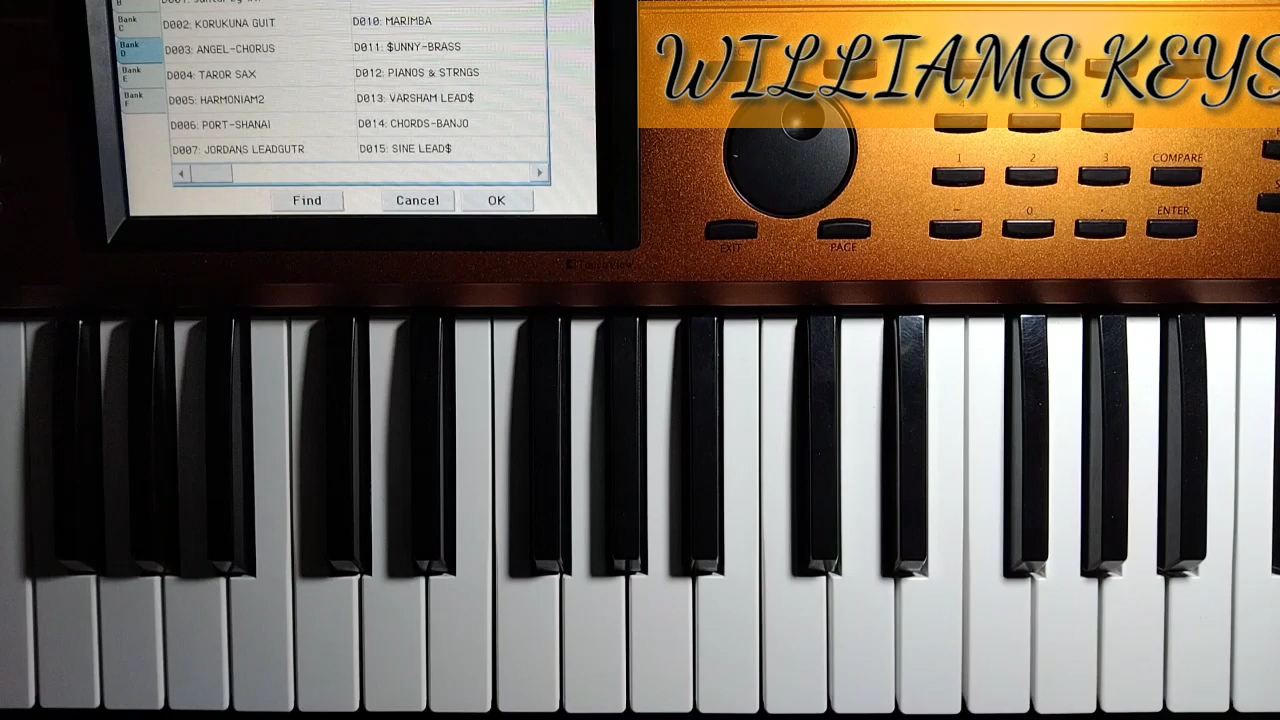 WILLIAMS KEYS
Bank C
D002: KORUKUNA GUIT
D010: MARIMBA
Bank D
D003: ANGEL-CHORUS
D011: $UNNY-BRASS
Bank E
D004: TAROR SAX
D012: PIANOS & STRNGS
Bank F
D005: HARMONIAM2
D013: VARSHAM LEAD$
D006: PORT-SHANAI
D014: CHORDS-BANJO
D007: JORDANS LEADGUTR
D015: SINE LEAD$
Find
Cancel
OK
1
2
3
COMPARE
-
0
.
ENTER
EXIT
PAGE
TouchView